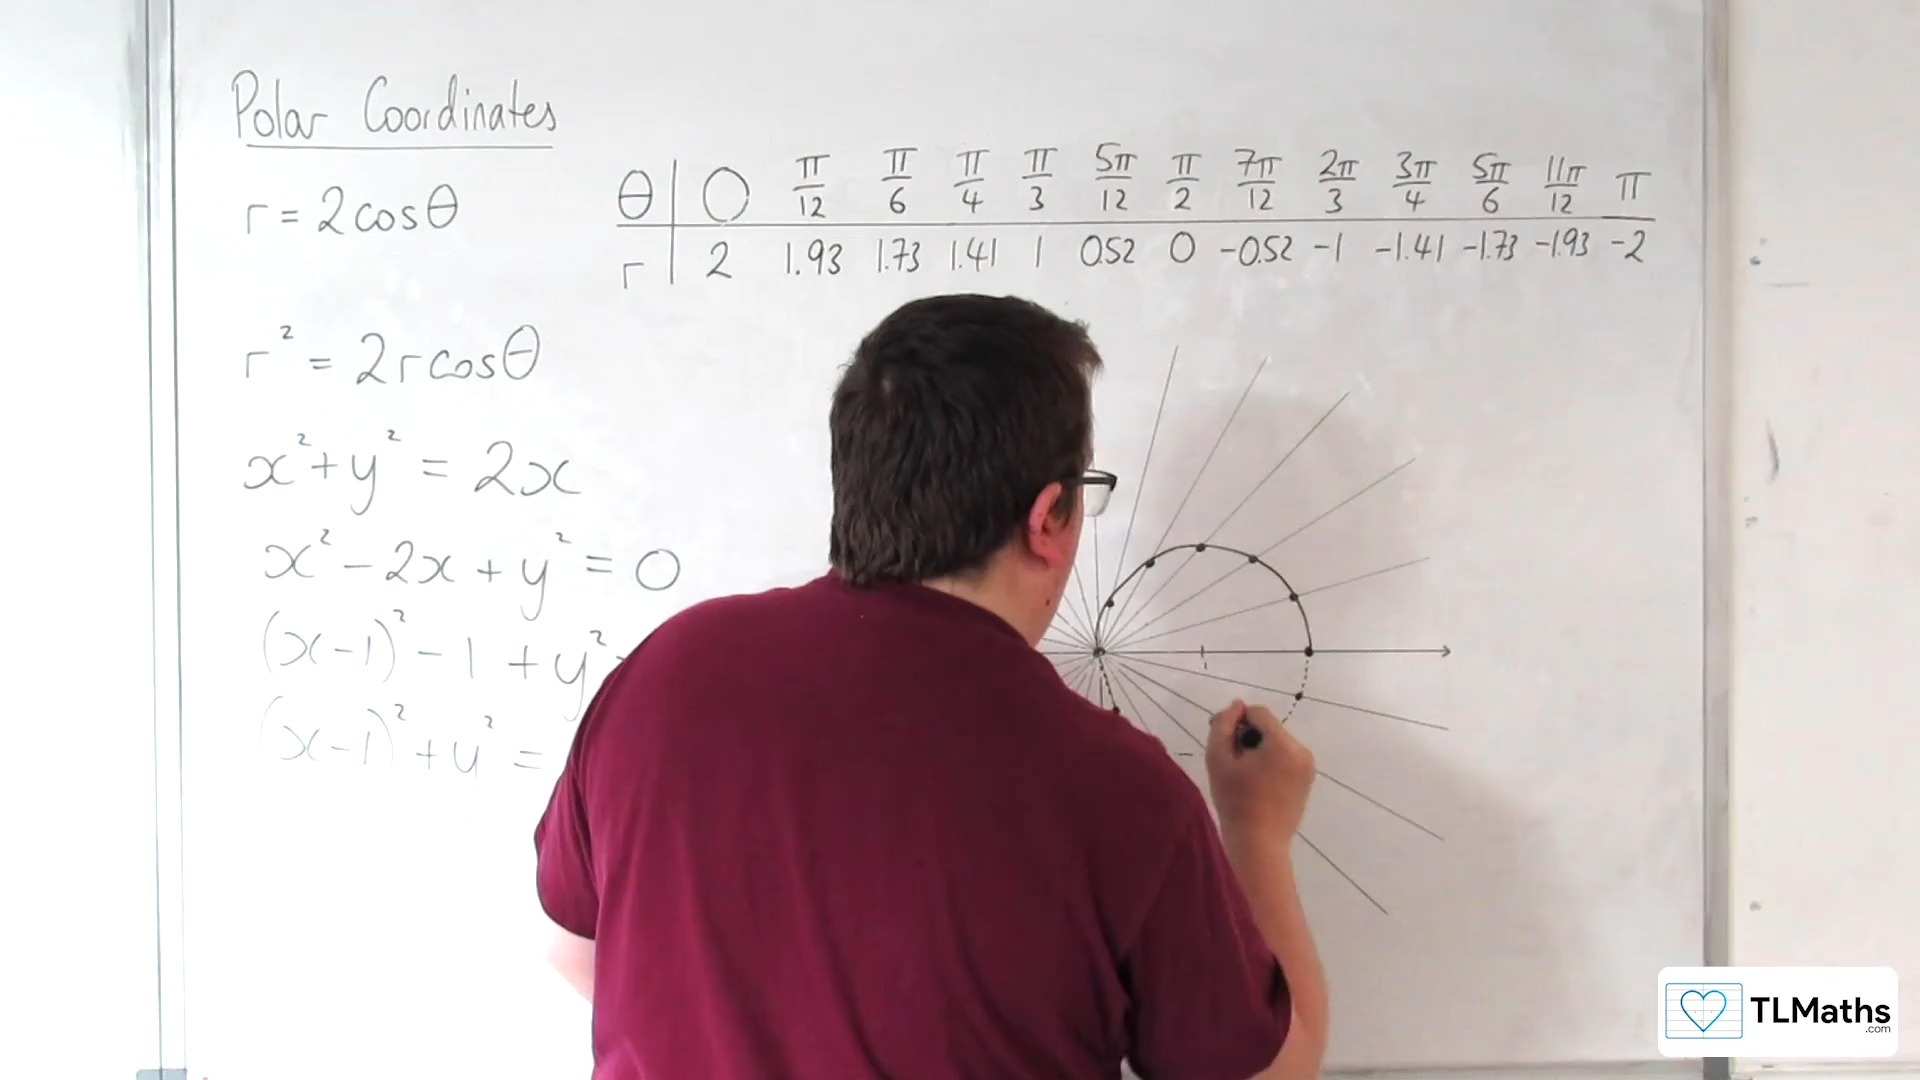 Polar Coordinates
r = 2cosθ
θ | 0 π/12 π/6 π/4 π/3 5π/12 π/2 7π/12 2π/3 3π/4 5π/6 11π/12 π
r | 2 1.93 1.73 1.41 1 0.52 0 -0.52 -1 -1.41 -1.73 -1.93 -2
r² = 2rcosθ
x² + y² = 2x
x² - 2x + y² = 0
(x-1)² - 1 + y²
(x-1)² + y² =
TLMaths
.com